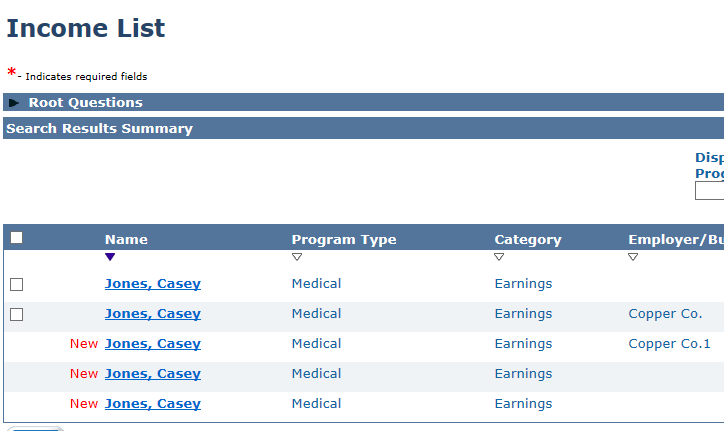 Income List
*- Indicates required fields
Root Questions
Search Results Summary
Disp
Prog
Name Program Type Category Employer/Bu
Jones, Casey Medical Earnings
Jones, Casey Medical Earnings Copper Co.
New Jones, Casey Medical Earnings Copper Co.1
New Jones, Casey Medical Earnings
New Jones, Casey Medical Earnings